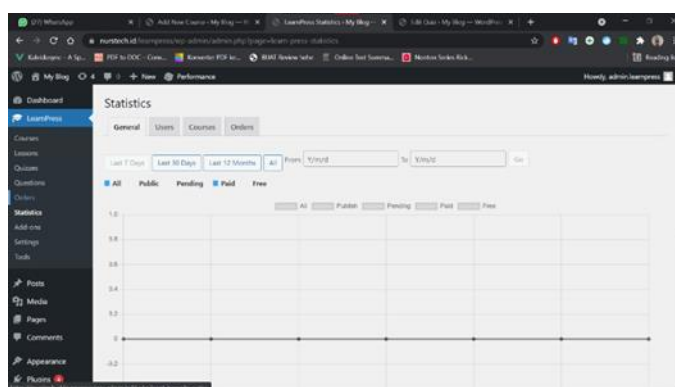 (27) WhatsApp
Add New Course ‹ My Blog — W
LearnPress Statistics ‹ My Blog —
Edit Quiz ‹ My Blog — WordPress
nurstech.id/learnpress/wp-admin/admin.php?page=learn-press-statistics
My Blog 4 0 + New Performance
Howdy, admin.learnpress
Dashboard
LearnPress
Courses
Lessons
Quizzes
Questions
Orders
Statistics
Add-ons
Settings
Tools
Posts
Media
Pages
Comments
Appearance
Plugins
Statistics
General Users Courses Orders
Last 7 Days Last 30 Days Last 12 Months All From Y/m/d To Y/m/d Go
All Public Pending Paid Free
All Publish Pending Paid Free
1.0
0.8
0.6
0.4
0.2
0
-0.2